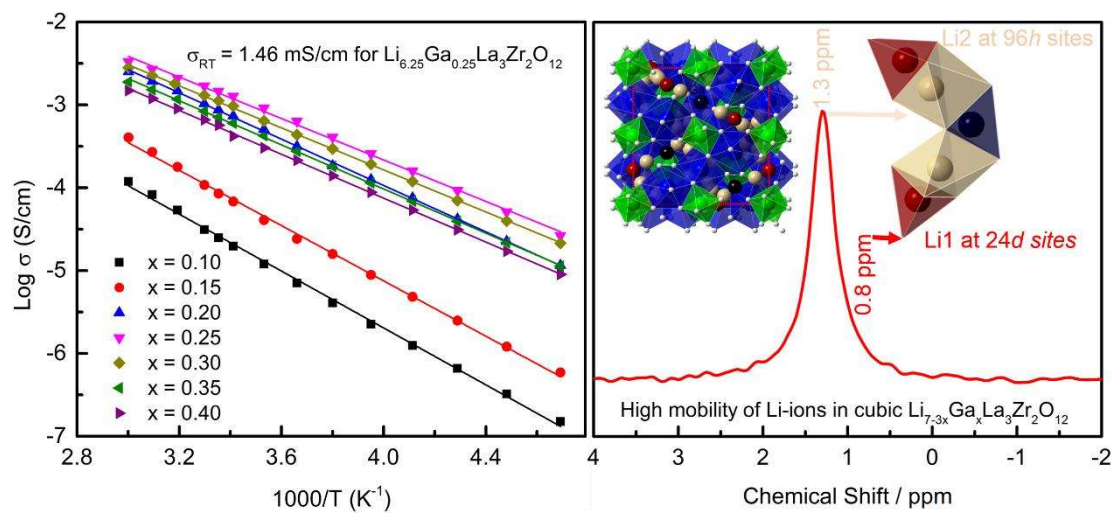 -2
-3
-4
-5
-6
-7
Log σ (S/cm)
σRT = 1.46 mS/cm for Li6.25Ga0.25La3Zr2O12
x = 0.10
x = 0.15
x = 0.20
x = 0.25
x = 0.30
x = 0.35
x = 0.40
2.8 3.2 3.6 4.0 4.4 4.8
1000/T (K-1)
Li2 at 96h sites
1.3 ppm
0.8 ppm
Li1 at 24d sites
High mobility of Li-ions in cubic Li7-3xGaxLa3Zr2O12
4 3 2 1 0 -1 -2
Chemical Shift / ppm